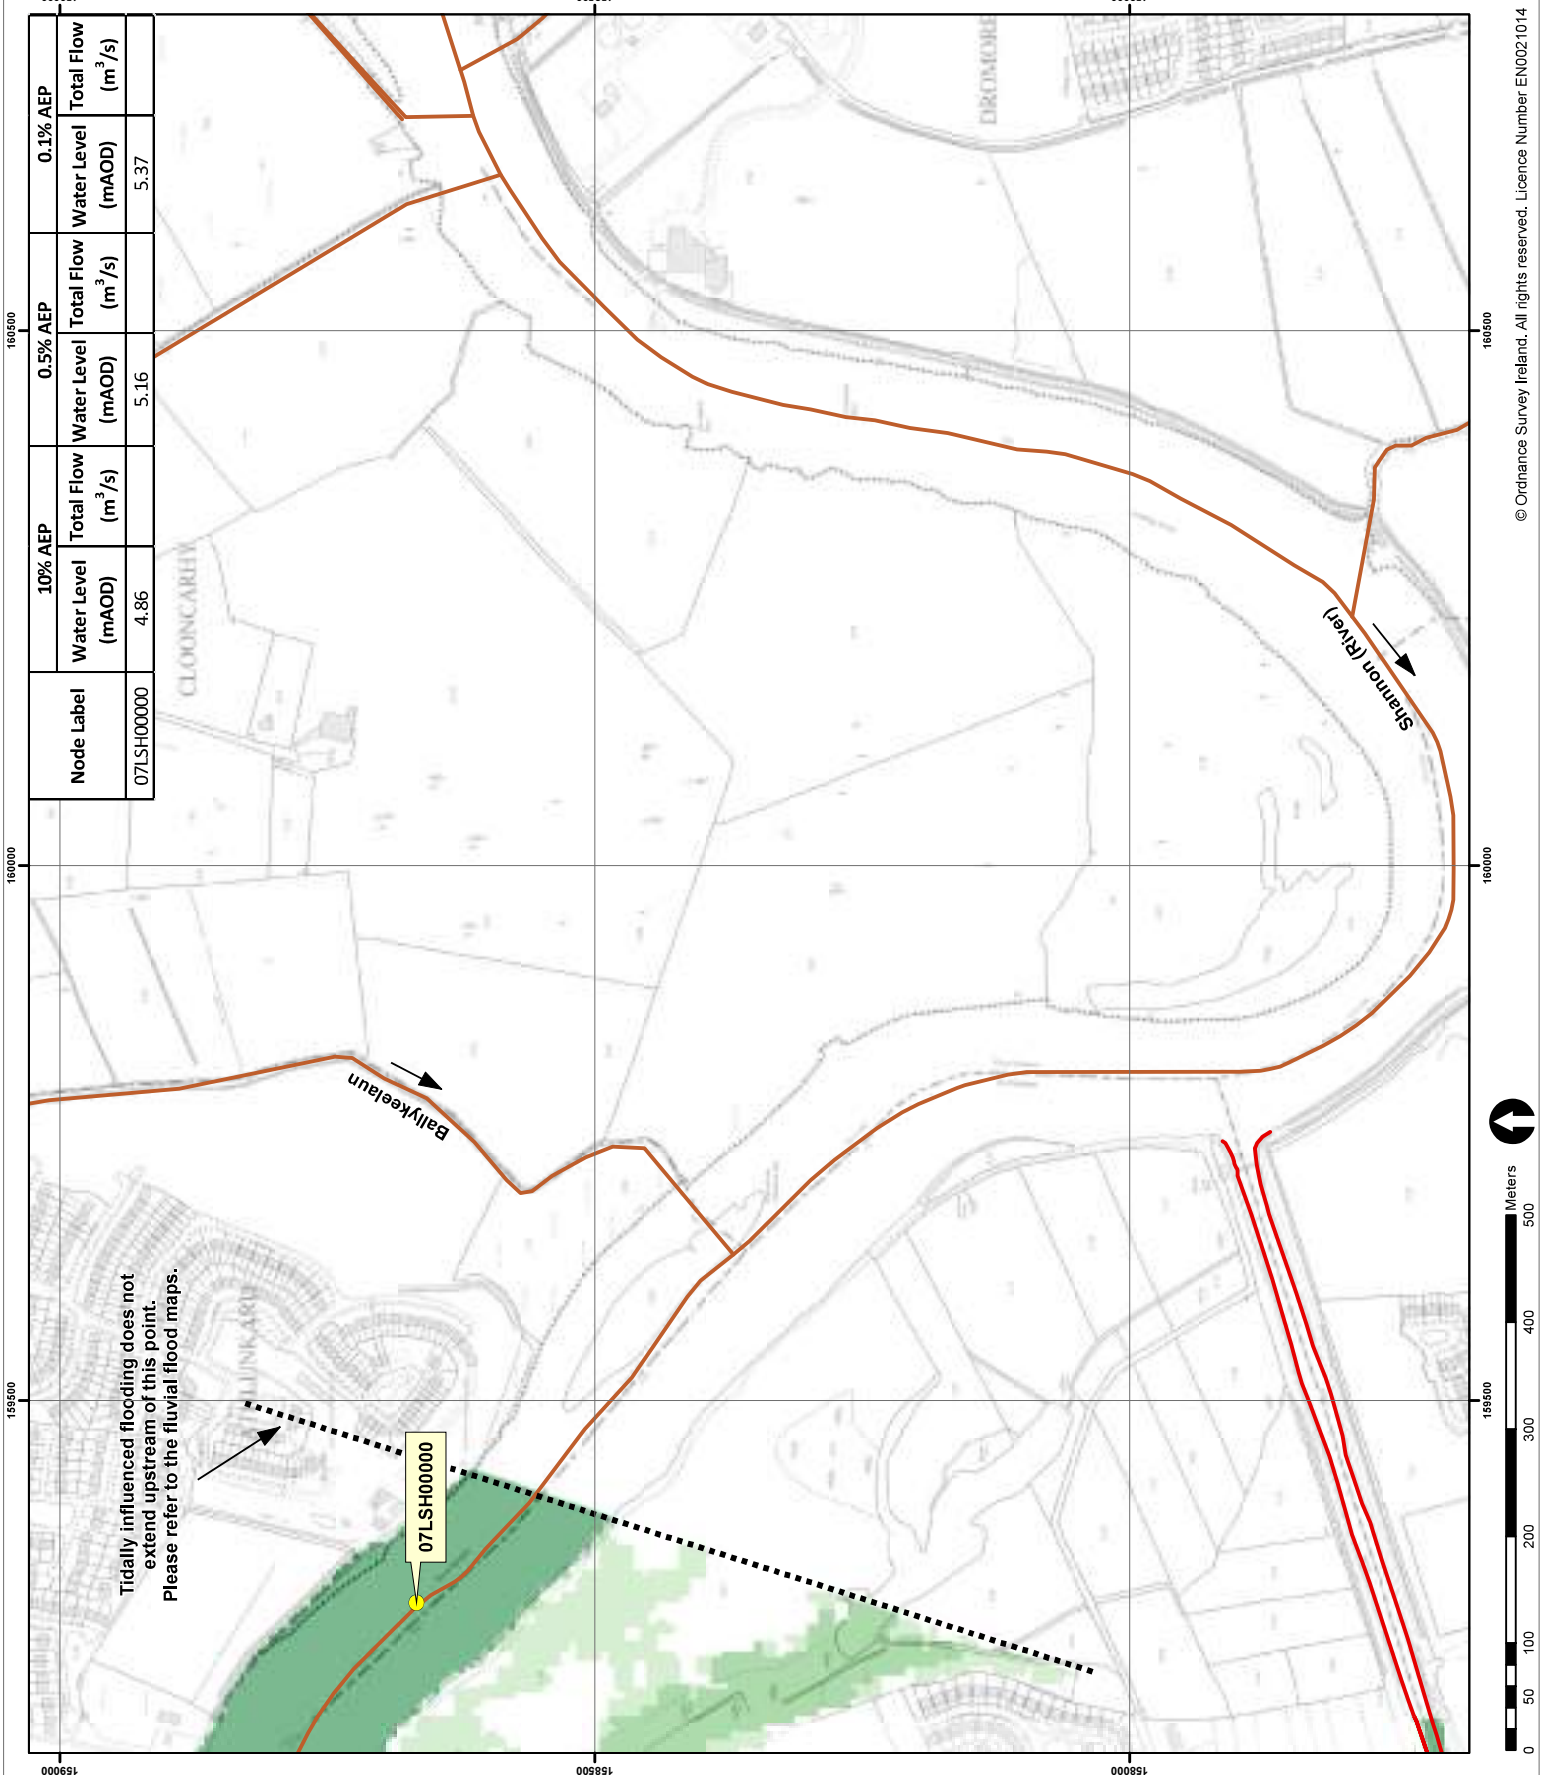 10% AEP
0.5% AEP
0.1% AEP
Node Label
Water Level
(mAOD)
Total Flow
(m³/s)
Water Level
(mAOD)
Total Flow
(m³/s)
Water Level
(mAOD)
Total Flow
(m³/s)
07LSH00000
4.86
5.16
5.37
159500
160000
160500
159000
158500
158000
CLOONCARHY
DROMORE
Tidally influenced flooding does not
extend upstream of this point.
Please refer to the fluvial flood maps.
07LSH00000
Ballykeelaun
Shannon (River)
159500
160000
160500
0
50
100
200
300
400
500
Meters
© Ordnance Survey Ireland. All rights reserved. Licence Number EN0021014